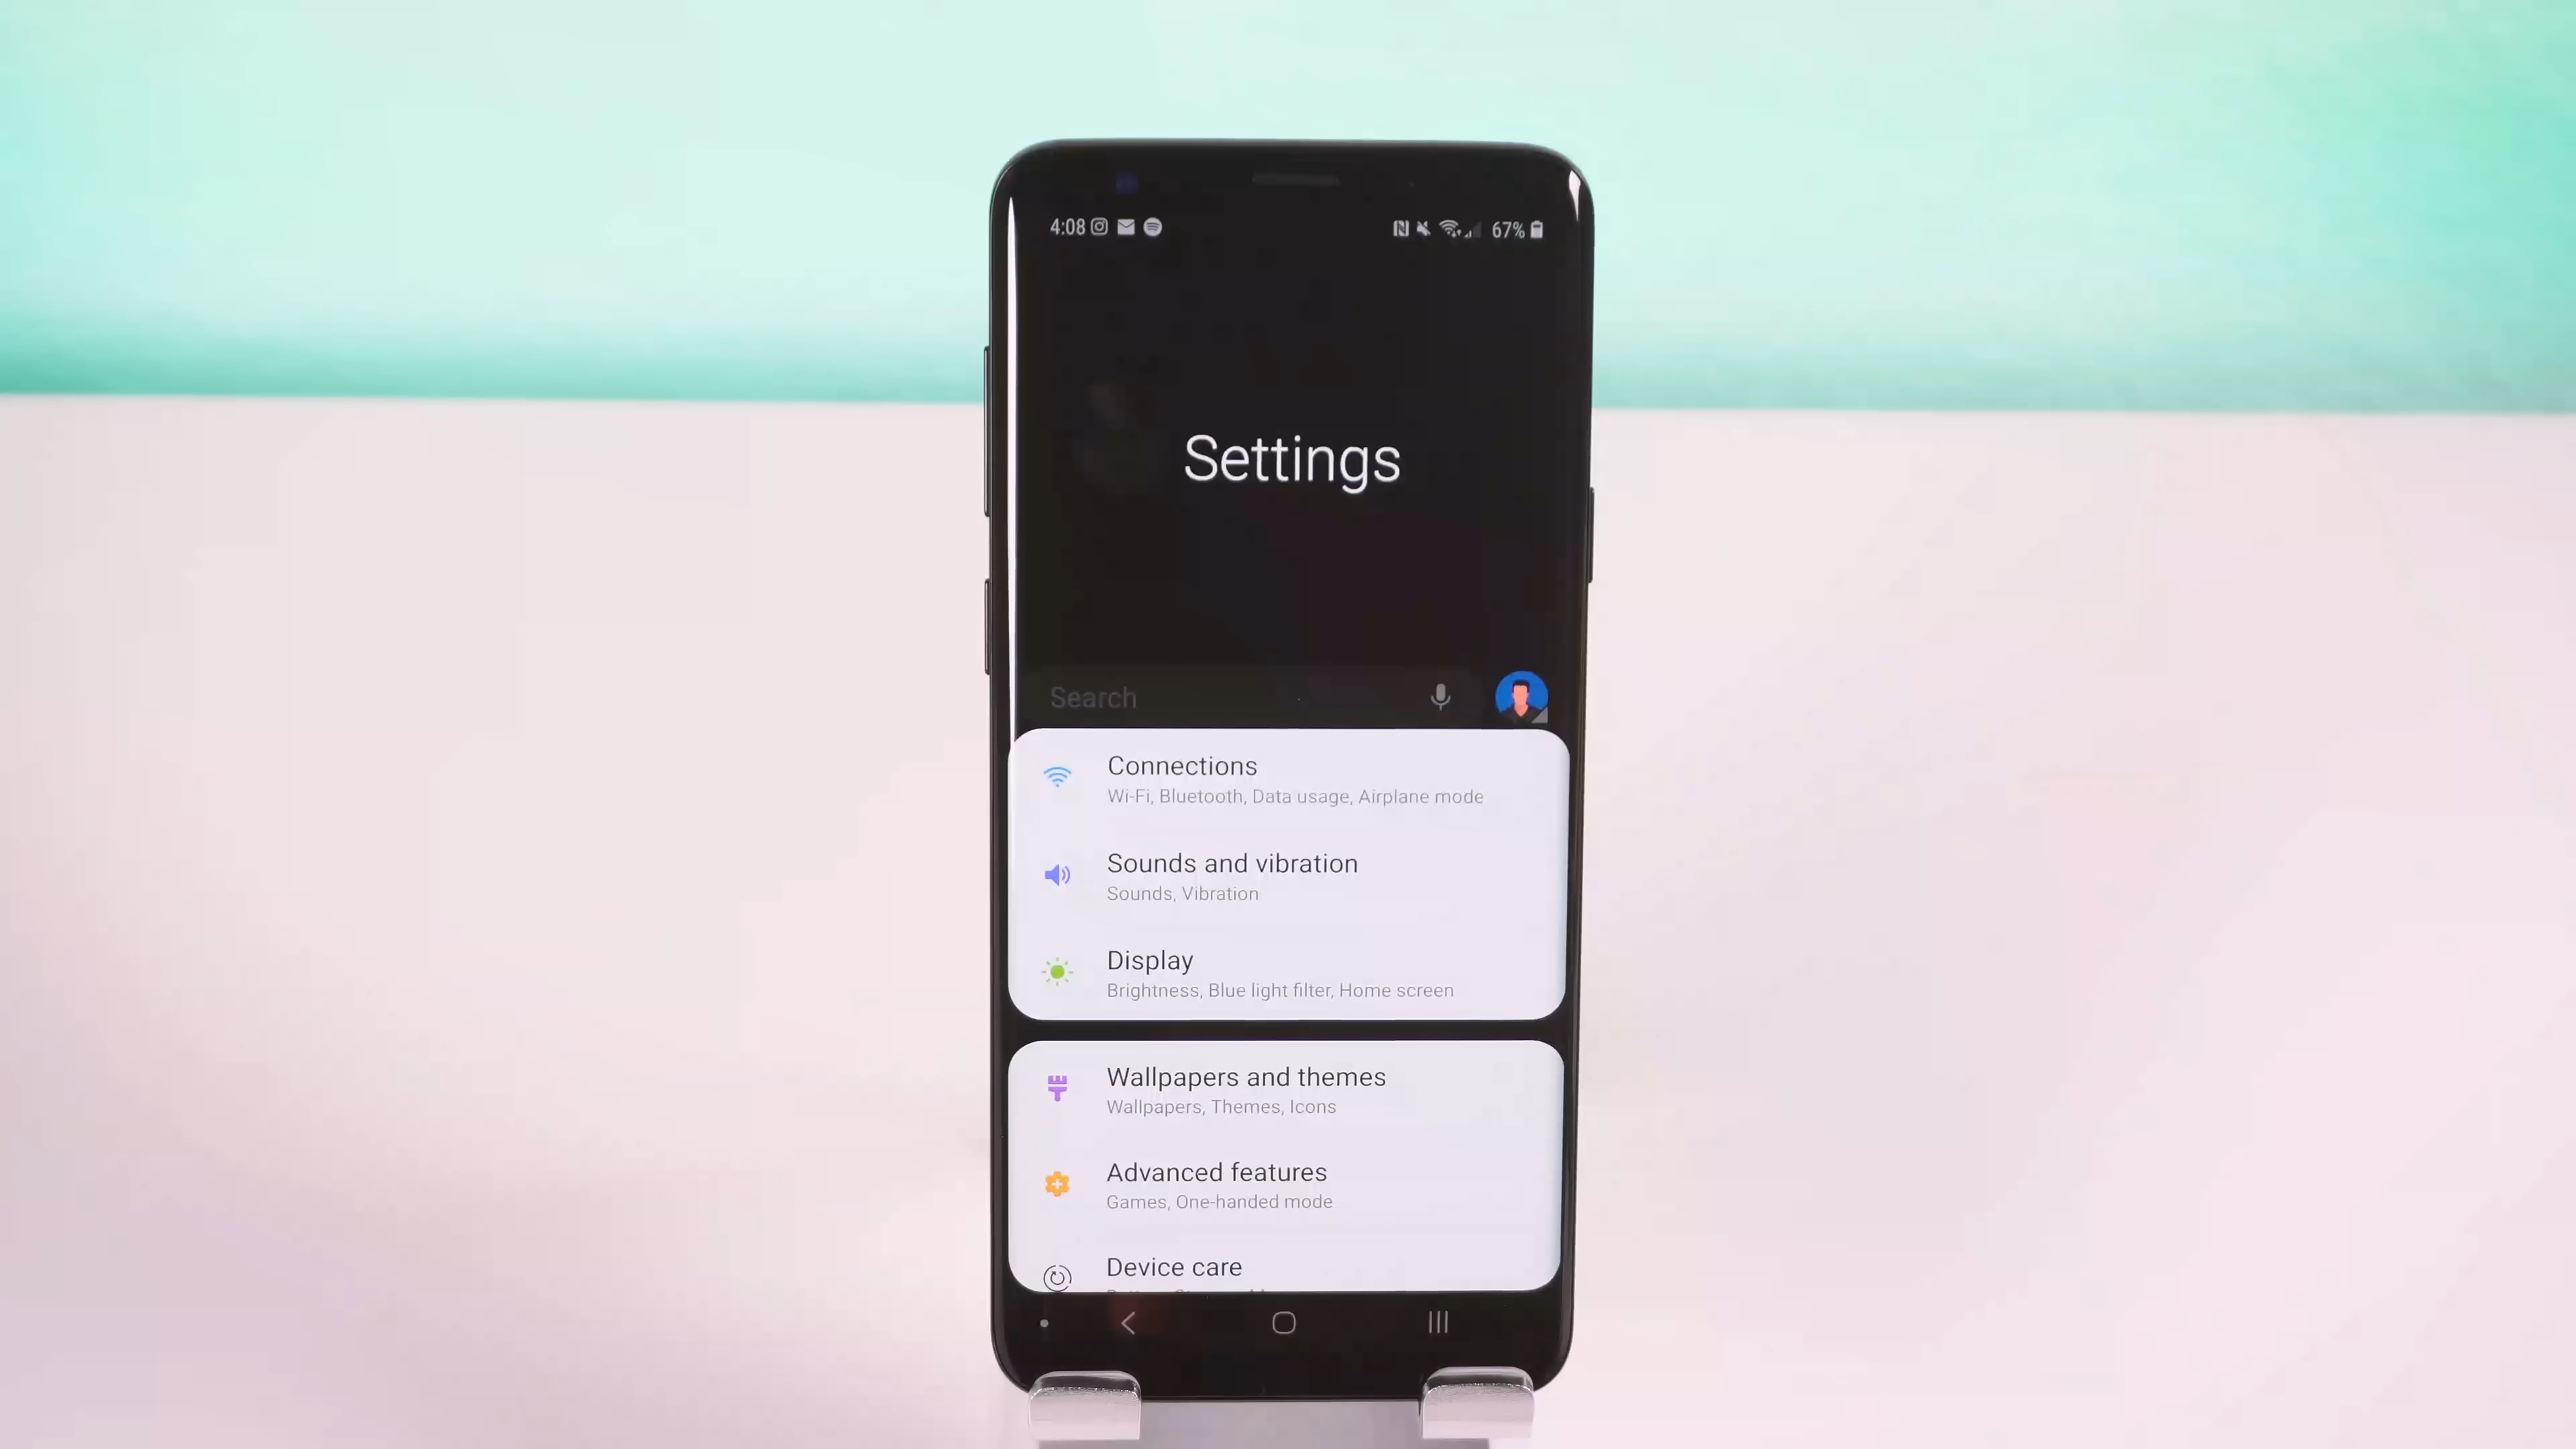 4:08
67%
Settings
Search
Connections
Wi-Fi, Bluetooth, Data usage, Airplane mode
Sounds and vibration
Sounds, Vibration
Display
Brightness, Blue light filter, Home screen
Wallpapers and themes
Wallpapers, Themes, Icons
Advanced features
Games, One-handed mode
Device care